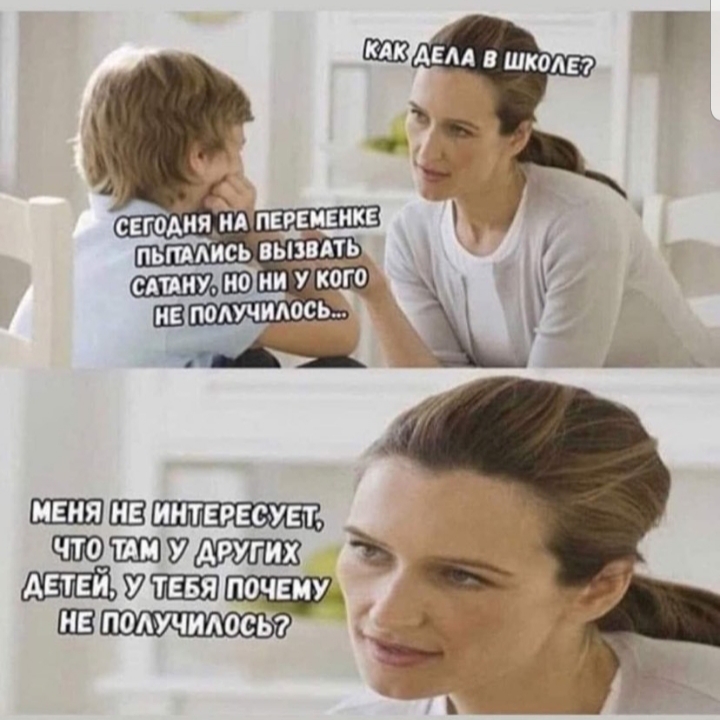 КАК ДЕЛА В ШКОЛЕ?
СЕГОДНЯ НА ПЕРЕМЕНКЕ
ПЫТАЛИСЬ ВЫЗВАТЬ
САТАНУ, НО НИ У КОГО
НЕ ПОЛУЧИЛОСЬ...
МЕНЯ НЕ ИНТЕРЕСУЕТ,
ЧТО ТАМ У ДРУГИХ
ДЕТЕЙ, У ТЕБЯ ПОЧЕМУ
НЕ ПОЛУЧИЛОСЬ?